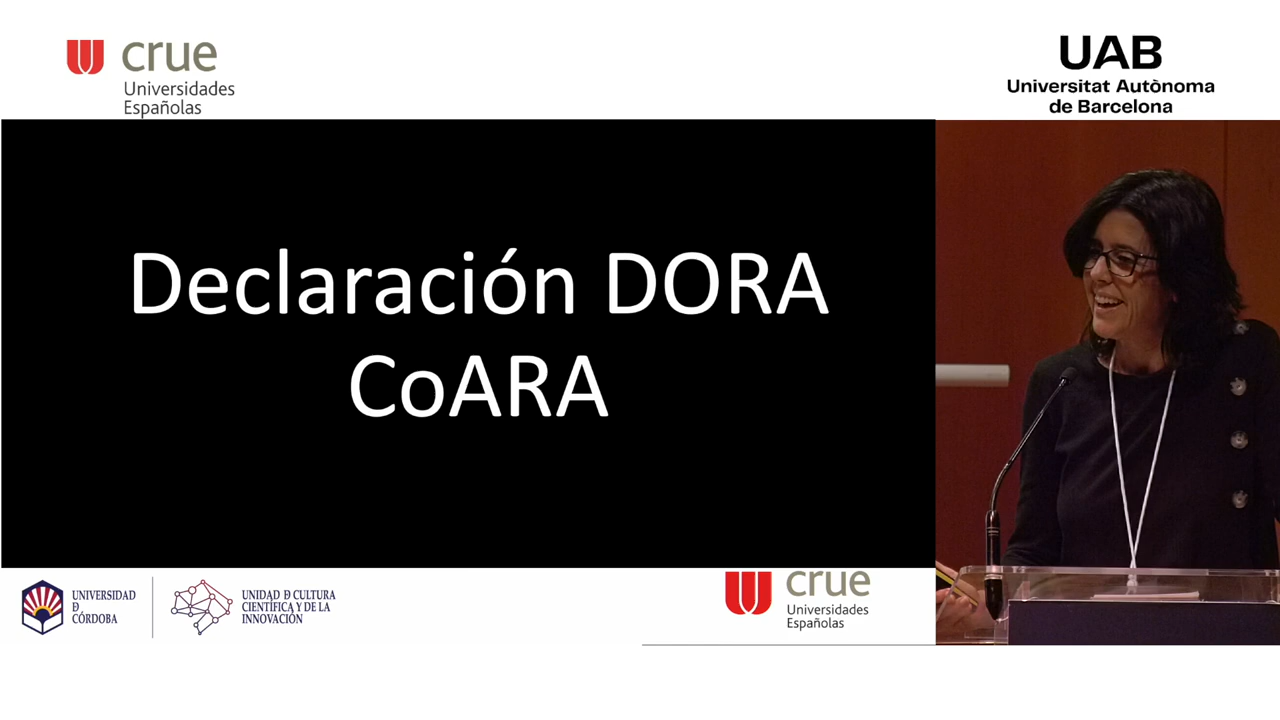 crue
Universidades
Españolas
UAB
Universitat Autònoma
de Barcelona
Declaración DORA
CoARA
UNIVERSIDAD
Đ
CÓRDOBA
UNIDAD Đ CULTURA
CIENTÍFICA Y DE LA
INNOVACIÓN
crue
Universidades
Españolas